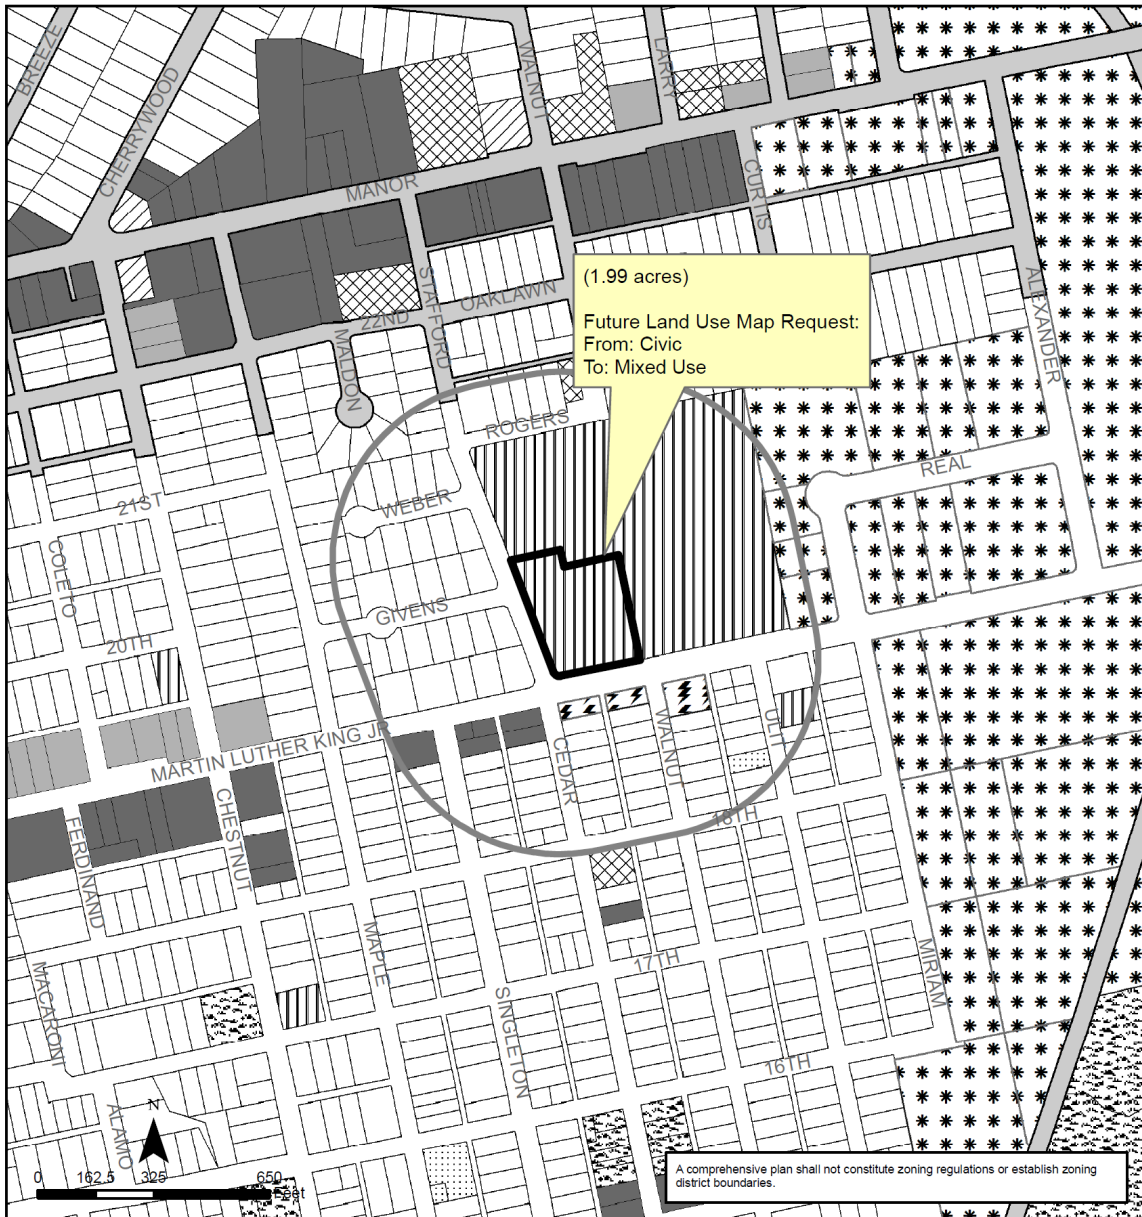 BREEZE
CHERRYWOOD
WALNUT
LARRY
MANOR
CURTIS
STAFFORD
OAKLAWN
22ND
MALDON
ALEXANDER
(1.99 acres)
Future Land Use Map Request:
From: Civic
To: Mixed Use
ROGERS
REAL
WEBER
21ST
COLETO
GIVENS
20TH
MARTIN LUTHER KING JR
CEDAR
WALNUT
ULIT
CHESTNUT
FERDINAND
18TH
MAPLE
17TH
MIRIAM
MACARONI
SINGLETON
16TH
ALAMO
N
0 162.5 325 650
Feet
A comprehensive plan shall not constitute zoning regulations or establish zoning
district boundaries.